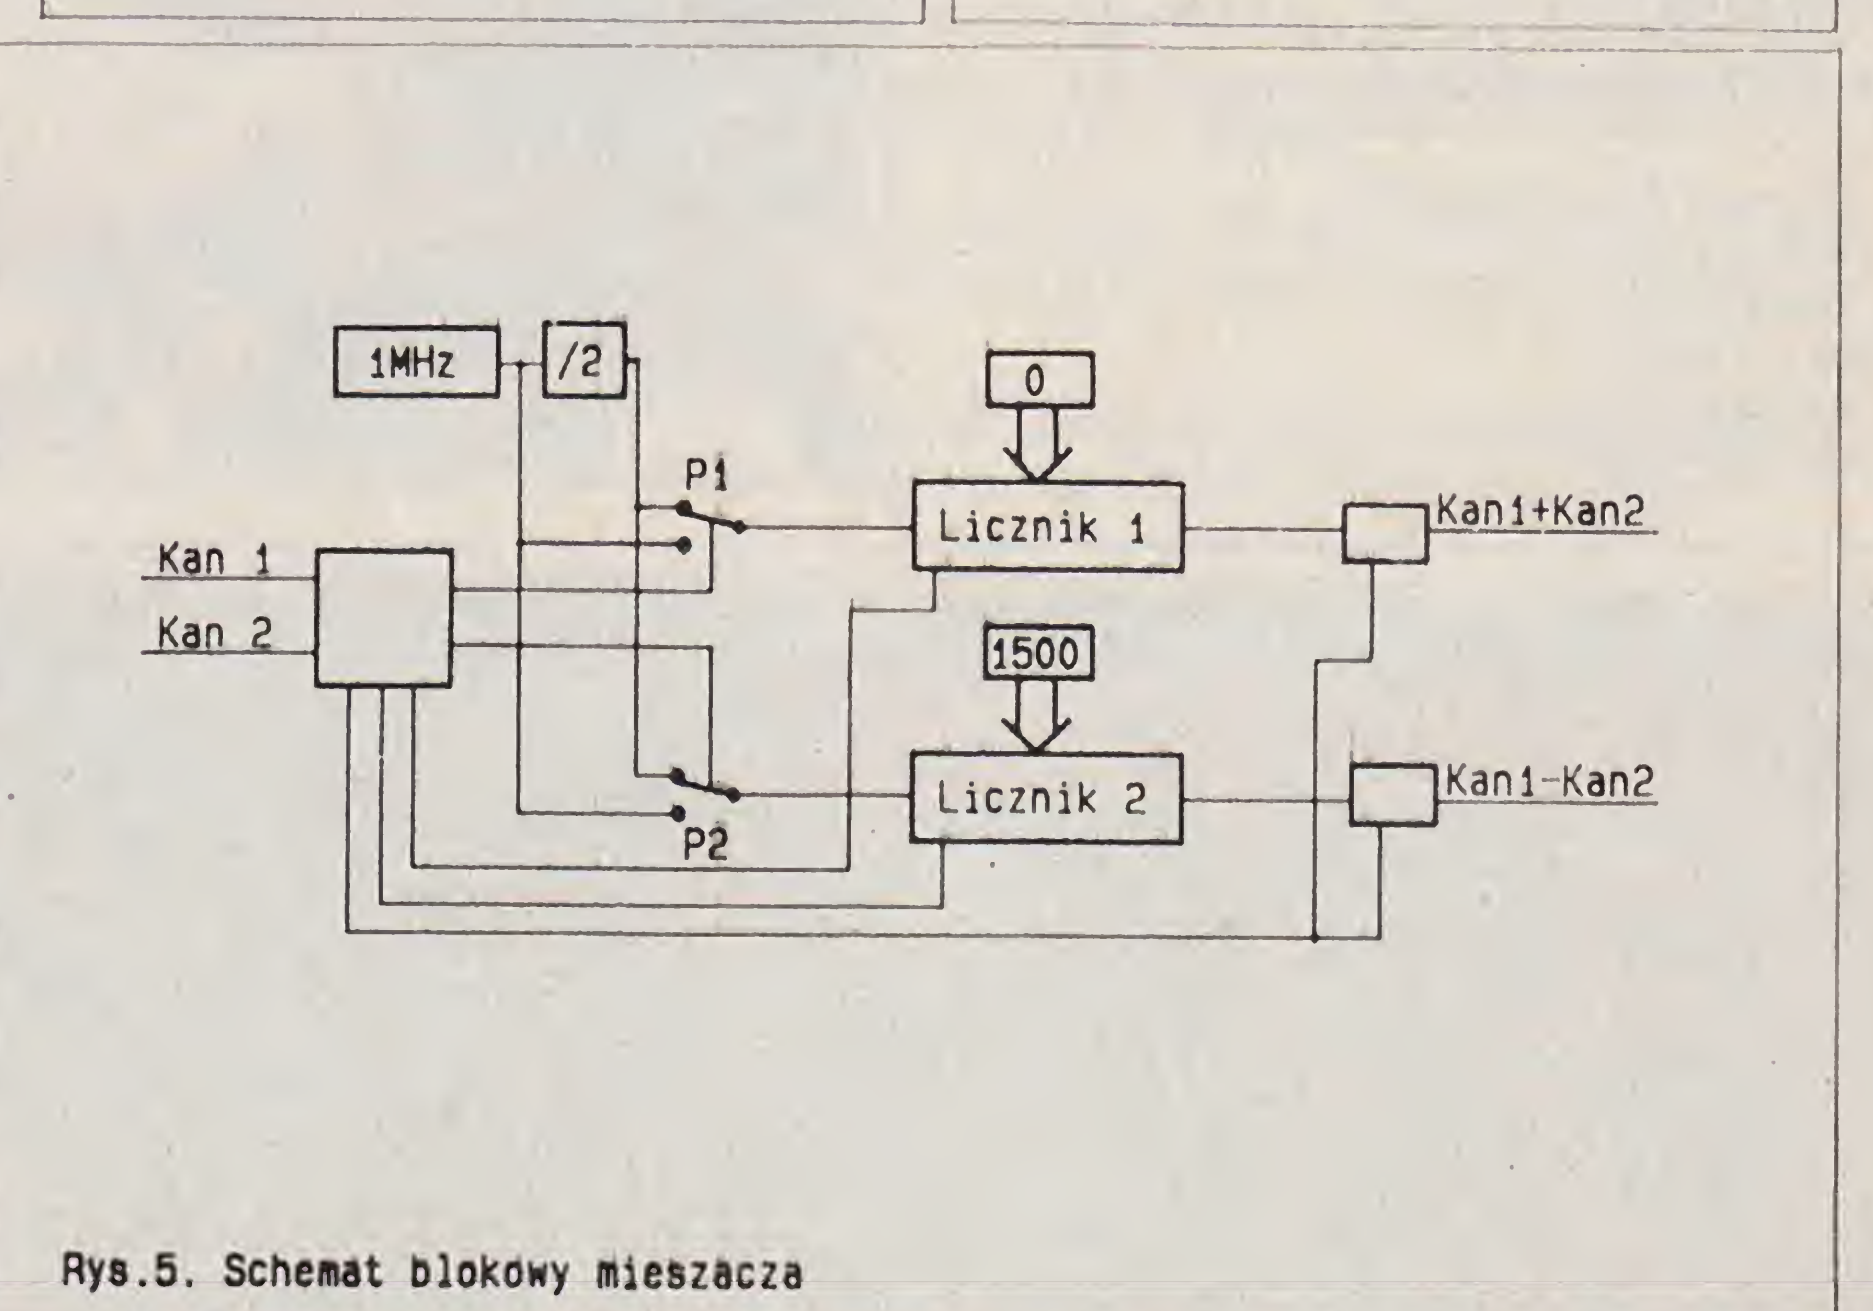 1MHz
/2
0
P1
Licznik 1
Kan1+Kan2
Kan 1
Kan 2
1500
Licznik 2
Kan1-Kan2
P2
Rys.5. Schemat blokowy mieszacza